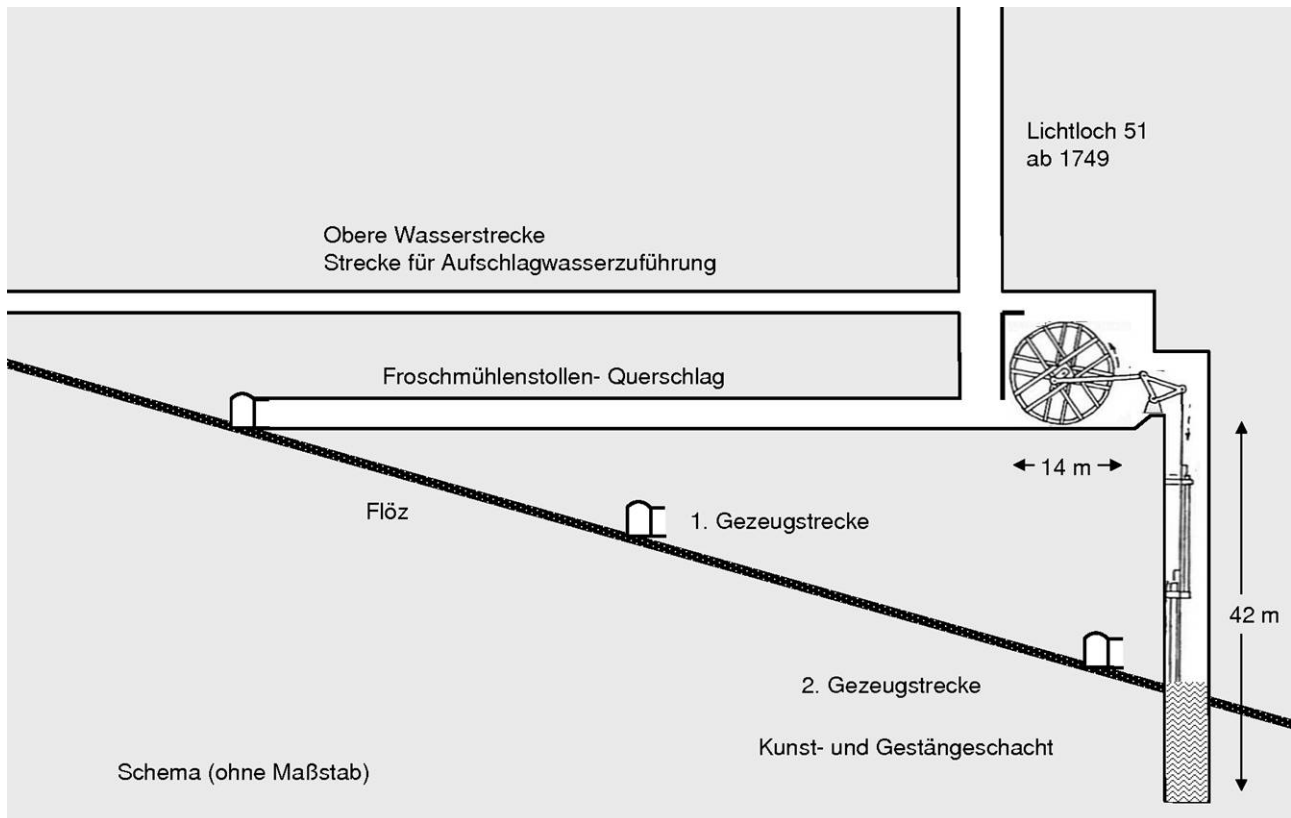 Lichtloch 51
ab 1749
Obere Wasserstrecke
Strecke für Aufschlagwasserzuführung
Froschmühlenstollen- Querschlag
14 m
Flöz
1. Gezeugstrecke
42 m
2. Gezeugstrecke
Kunst- und Gestängeschacht
Schema (ohne Maßstab)